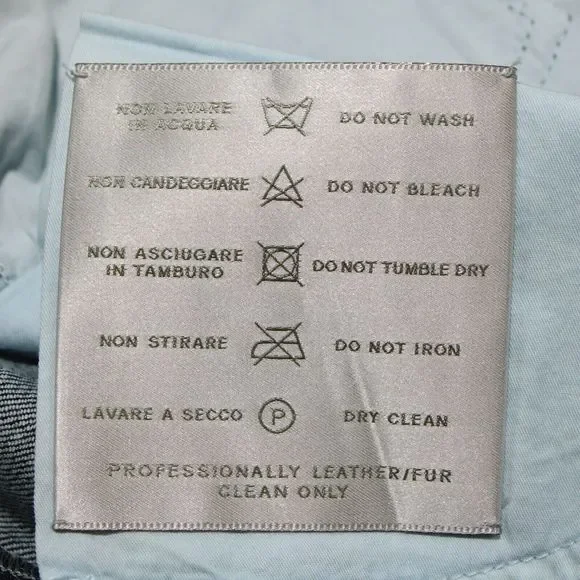 NON LAVARE
IN ACQUA
DO NOT WASH
NON CANDEGGIARE
DO NOT BLEACH
NON ASCIUGARE
IN TAMBURO
DO NOT TUMBLE DRY
NON STIRARE
DO NOT IRON
LAVARE A SECCO
P
DRY CLEAN
PROFESSIONALLY LEATHER/FUR
CLEAN ONLY